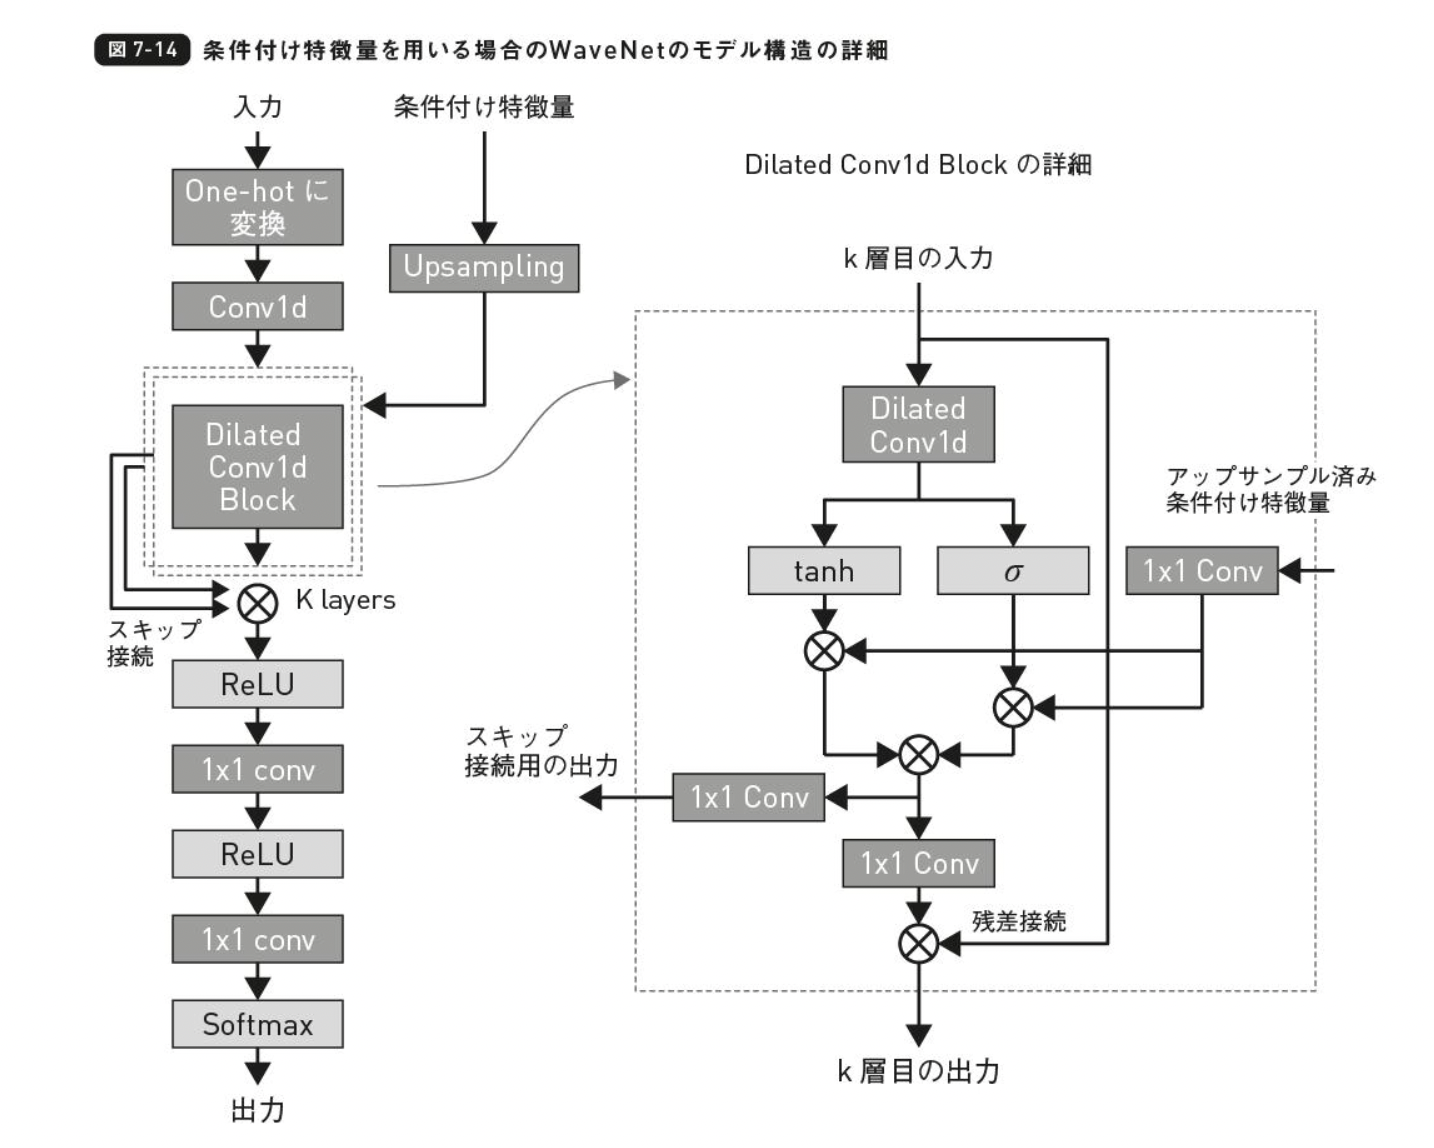 図 7-14 条件付け特徴量を用いる場合のWaveNetのモデル構造の詳細
入力
One-hot に
変換
Conv1d
Dilated
Conv1d
Block
K layers
スキップ
接続
ReLU
1x1 conv
ReLU
1x1 conv
Softmax
出力
条件付け特徴量
Upsampling
Dilated Conv1d Block の詳細
k 層目の入力
Dilated
Conv1d
tanh
σ
アップサンプル済み
条件付け特徴量
1x1 Conv
スキップ
接続用の出力
1x1 Conv
1x1 Conv
残差接続
k 層目の出力